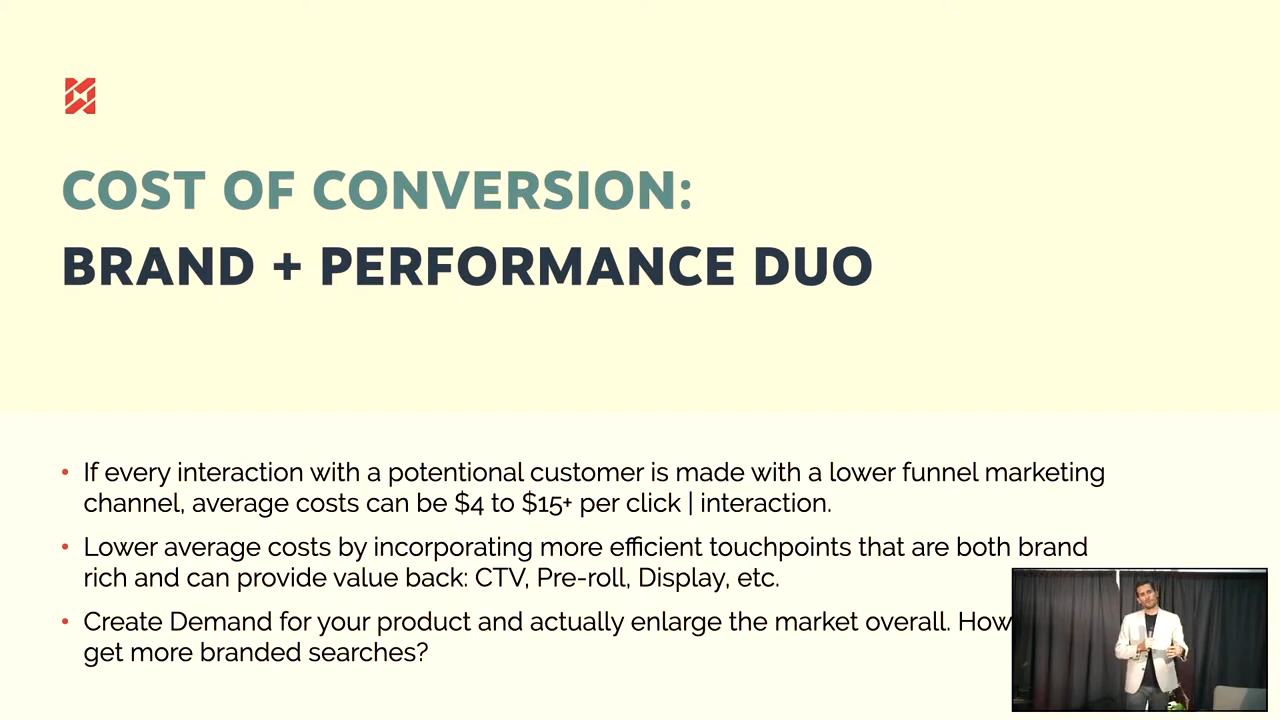 COST OF CONVERSION:
BRAND + PERFORMANCE DUO
• If every interaction with a potentional customer is made with a lower funnel marketing
channel, average costs can be $4 to $15+ per click | interaction.
• Lower average costs by incorporating more efficient touchpoints that are both brand
rich and can provide value back: CTV, Pre-roll, Display, etc.
• Create Demand for your product and actually enlarge the market overall. How
get more branded searches?